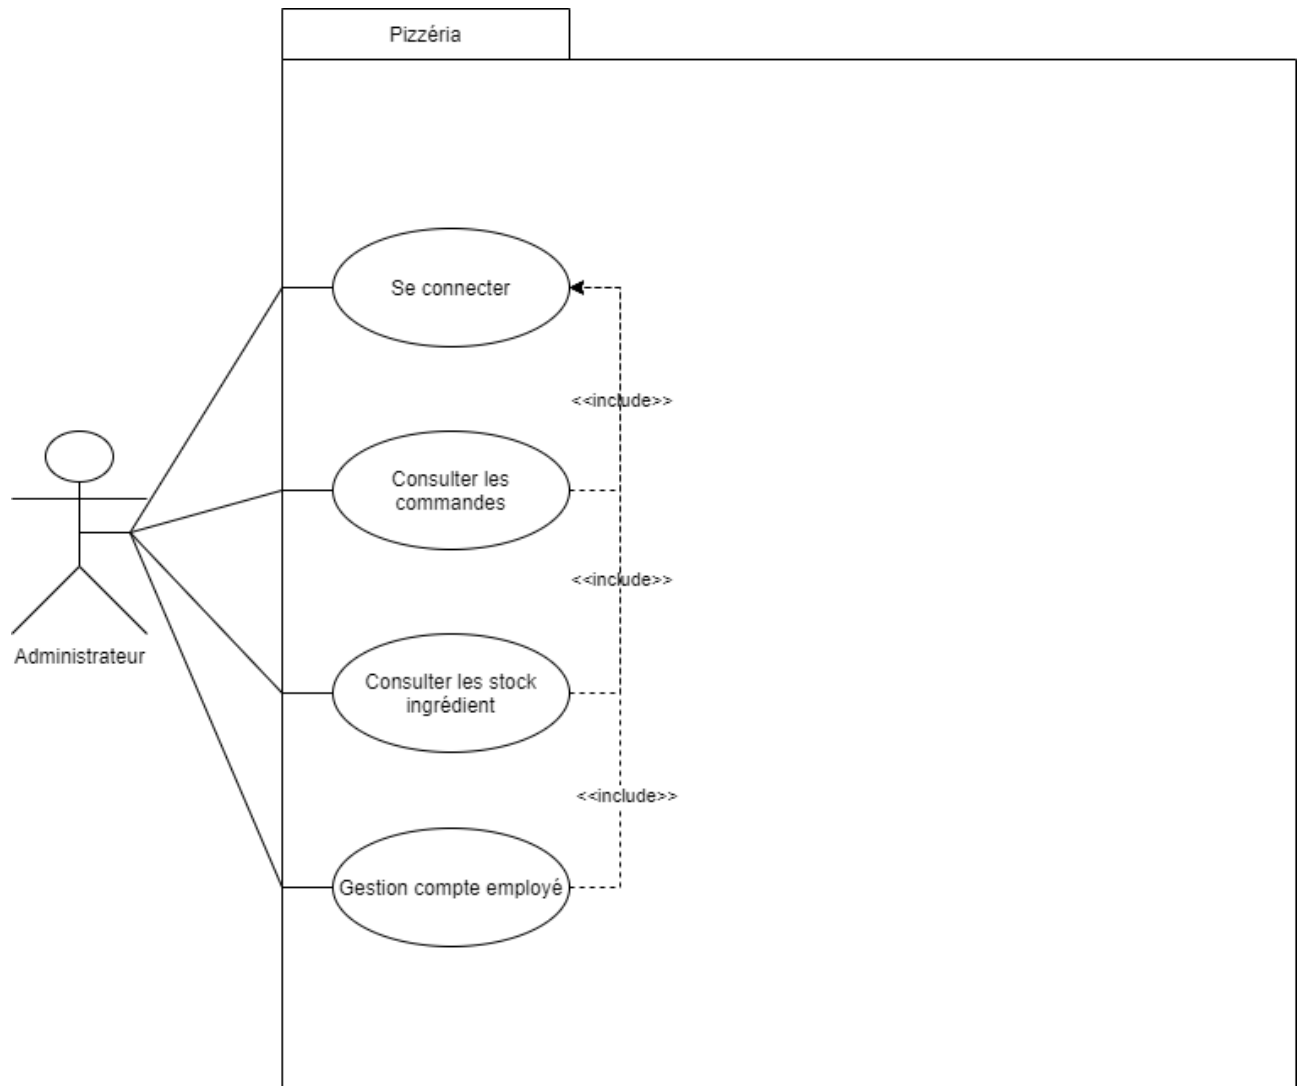 Pizzéria
Se connecter
<<include>>
Consulter les
commandes
<<include>>
Administrateur
Consulter les stock
ingrédient
<<include>>
Gestion compte employé